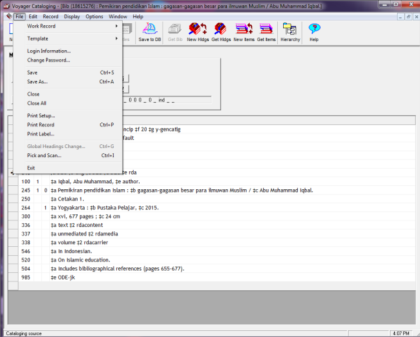 Voyager Cataloging - [Bib 18615276 : Pemikiran pendidikan Islam : gagasan-gagasan besar para ilmuwan Muslim / Abu Muhammad Iqbal.]
File Edit Record Display Options Window Help
Save to DB Get Bib New Hldgs Get Hldgs New Items Get Items Hierarchy Help
Work Record
Template
Login Information...
Change Password...
Save Ctrl+S
Save As... Ctrl+A
Close
Close All
Print Setup...
Print Record Ctrl+P
Print Label...
Global Headings Change... Ctrl+G
Pick and Scan... Ctrl+I
Exit
_ 0 0 0 _ 0 _ ind _ _
ncip ‡f 20 ‡g y-gencatlg
fault
‡e rda
100 1 ‡a Iqbal, Abu Muhammad, ‡e author.
245 1 0 ‡a Pemikiran pendidikan Islam : ‡b gagasan-gagasan besar para ilmuwan Muslim / ‡c Abu Muhammad Iqbal.
250 ‡a Cetakan 1.
264 1 ‡a Yogyakarta : ‡b Pustaka Pelajar, ‡c 2015.
300 ‡a xvi, 677 pages ; ‡c 24 cm
336 ‡a text ‡2 rdacontent
337 ‡a unmediated ‡2 rdamedia
338 ‡a volume ‡2 rdacarrier
546 ‡a In Indonesian.
520 ‡a On Islamic education.
504 ‡a Includes bibliographical references (pages 655-677).
985 ‡e ODE-jk
Cataloging source
4:07 PM